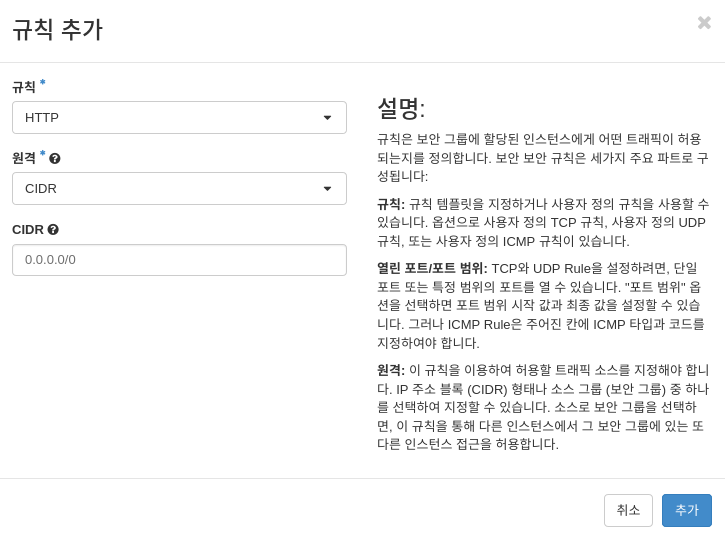 규칙 추가
×
규칙 *
HTTP
원격 * ?
CIDR
CIDR ?
0.0.0.0/0
설명:
규칙은 보안 그룹에 할당된 인스턴스에게 어떤 트래픽이 허용
되는지를 정의합니다. 보안 보안 규칙은 세가지 주요 파트로 구
성됩니다:
규칙: 규칙 템플릿을 지정하거나 사용자 정의 규칙을 사용할 수
있습니다. 옵션으로 사용자 정의 TCP 규칙, 사용자 정의 UDP
규칙, 또는 사용자 정의 ICMP 규칙이 있습니다.
열린 포트/포트 범위: TCP와 UDP Rule을 설정하려면, 단일
포트 또는 특정 범위의 포트를 열 수 있습니다. "포트 범위" 옵
션을 선택하면 포트 범위 시작 값과 최종 값을 설정할 수 있습
니다. 그러나 ICMP Rule은 주어진 칸에 ICMP 타입과 코드를
지정하여야 합니다.
원격: 이 규칙을 이용하여 허용할 트래픽 소스를 지정해야 합니
다. IP 주소 블록 (CIDR) 형태나 소스 그룹 (보안 그룹) 중 하나
를 선택하여 지정할 수 있습니다. 소스로 보안 그룹을 선택하
면, 이 규칙을 통해 다른 인스턴스에서 그 보안 그룹에 있는 또
다른 인스턴스 접근을 허용합니다.
취소
추가